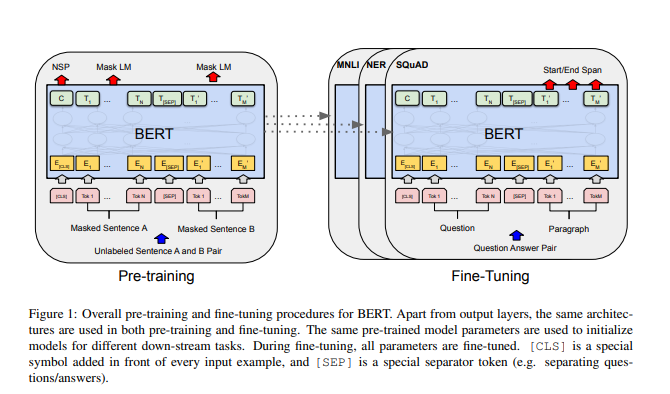 NSP Mask LM Mask LM
C T1 ... TN T[SEP] T1' ... TM'
BERT
E[CLS] E1 ... EN E[SEP] E1' ... EM'
[CLS] Tok 1 ... Tok N [SEP] Tok 1 ... TokM
Masked Sentence A Masked Sentence B
Unlabeled Sentence A and B Pair
Pre-training
MNLI NER SQuAD
Start/End Span
C T1 ... TN T[SEP] T1' ... TM'
BERT
E[CLS] E1 ... EN E[SEP] E1' ... EM'
[CLS] Tok 1 ... Tok N [SEP] Tok 1 ... TokM
Question Paragraph
Question Answer Pair
Fine-Tuning
Figure 1: Overall pre-training and fine-tuning procedures for BERT. Apart from output layers, the same architec-
tures are used in both pre-training and fine-tuning. The same pre-trained model parameters are used to initialize
models for different down-stream tasks. During fine-tuning, all parameters are fine-tuned. [CLS] is a special
symbol added in front of every input example, and [SEP] is a special separator token (e.g. separating ques-
tions/answers).